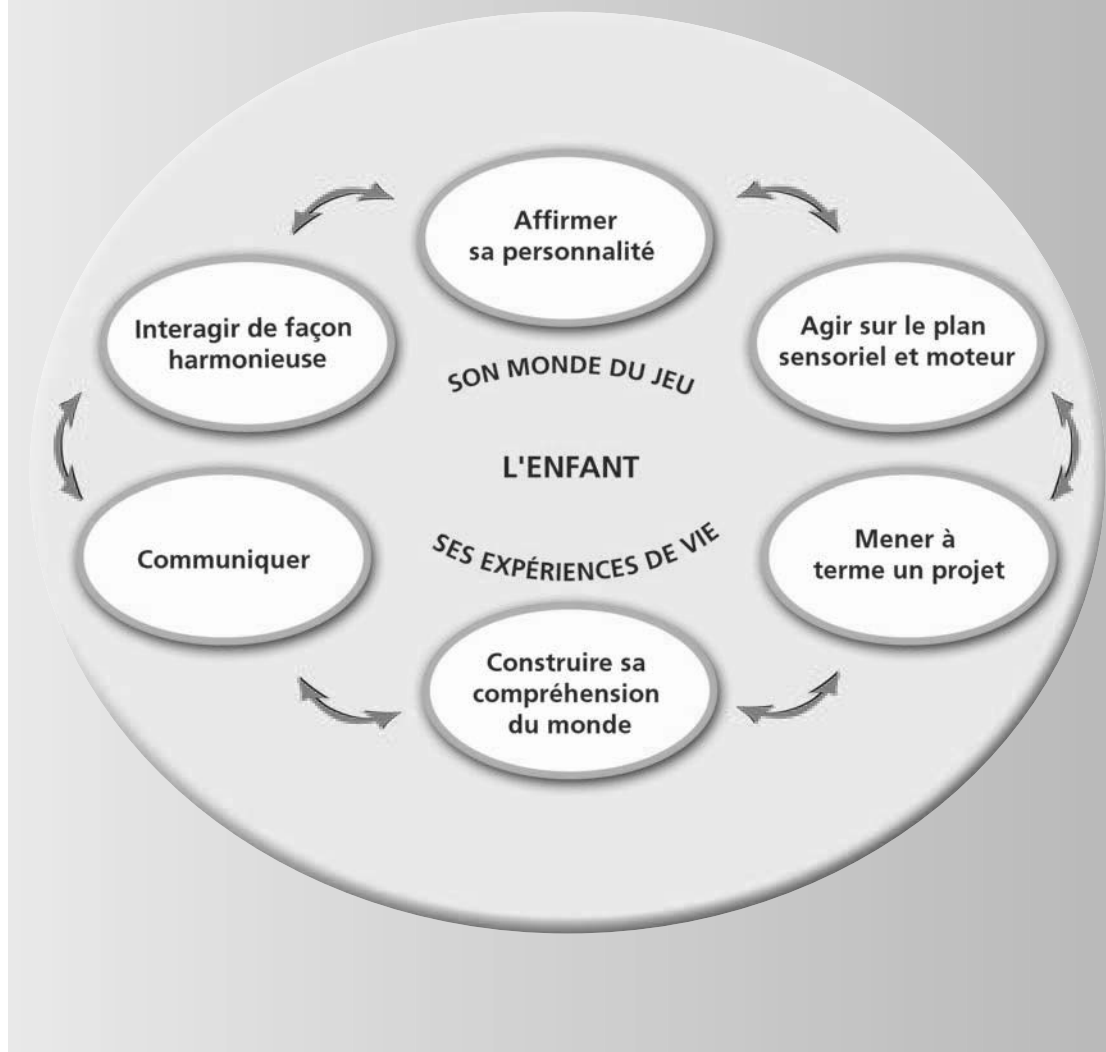 Affirmer
sa personnalité
Interagir de façon
harmonieuse
Agir sur le plan
sensoriel et moteur
SON MONDE DU JEU
L'ENFANT
SES EXPÉRIENCES DE VIE
Communiquer
Mener à
terme un projet
Construire sa
compréhension
du monde